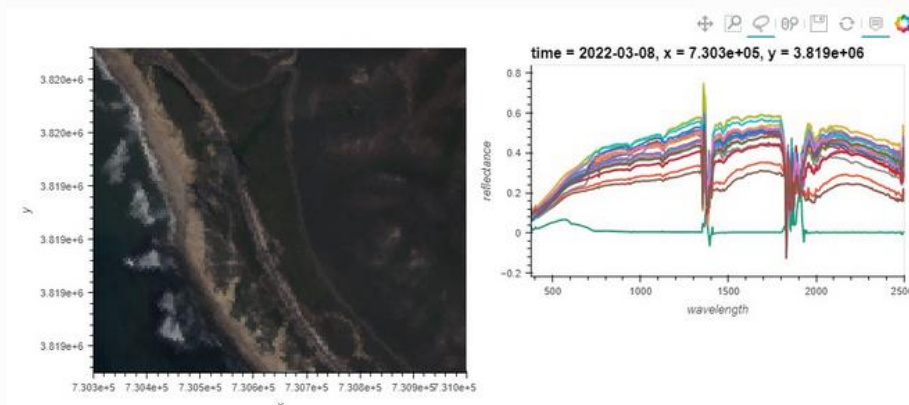 time = 2022-03-08, x = 7.303e+05, y = 3.819e+06
3.820e+6
3.820e+6
3.819e+6
3.819e+6
3.819e+6
3.819e+6
y
7.303e+5 7.304e+5 7.305e+5 7.306e+5 7.307e+5 7.308e+5 7.309e+5 7.310e+5
0.8
0.6
0.4
0.2
0
−0.2
reflectance
500 1000 1500 2000 2500
wavelength